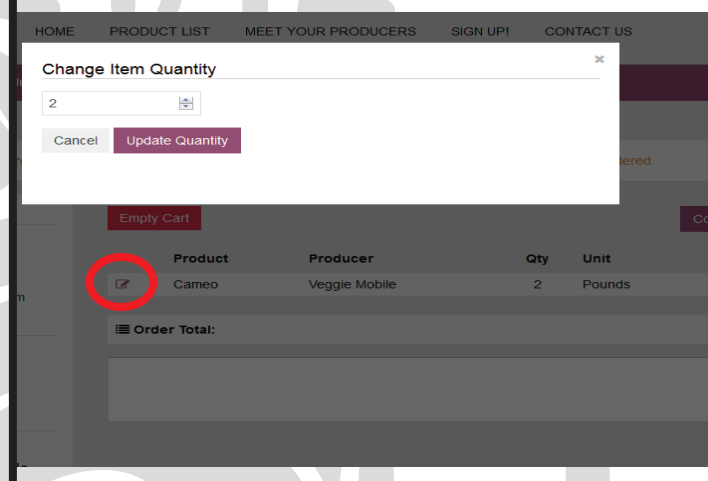 HOME PRODUCT LIST MEET YOUR PRODUCERS SIGN UP! CONTACT US
Change Item Quantity ×
2
Cancel Update Quantity
Empty Cart
Product Producer Qty Unit
Cameo Veggie Mobile 2 Pounds
Order Total: